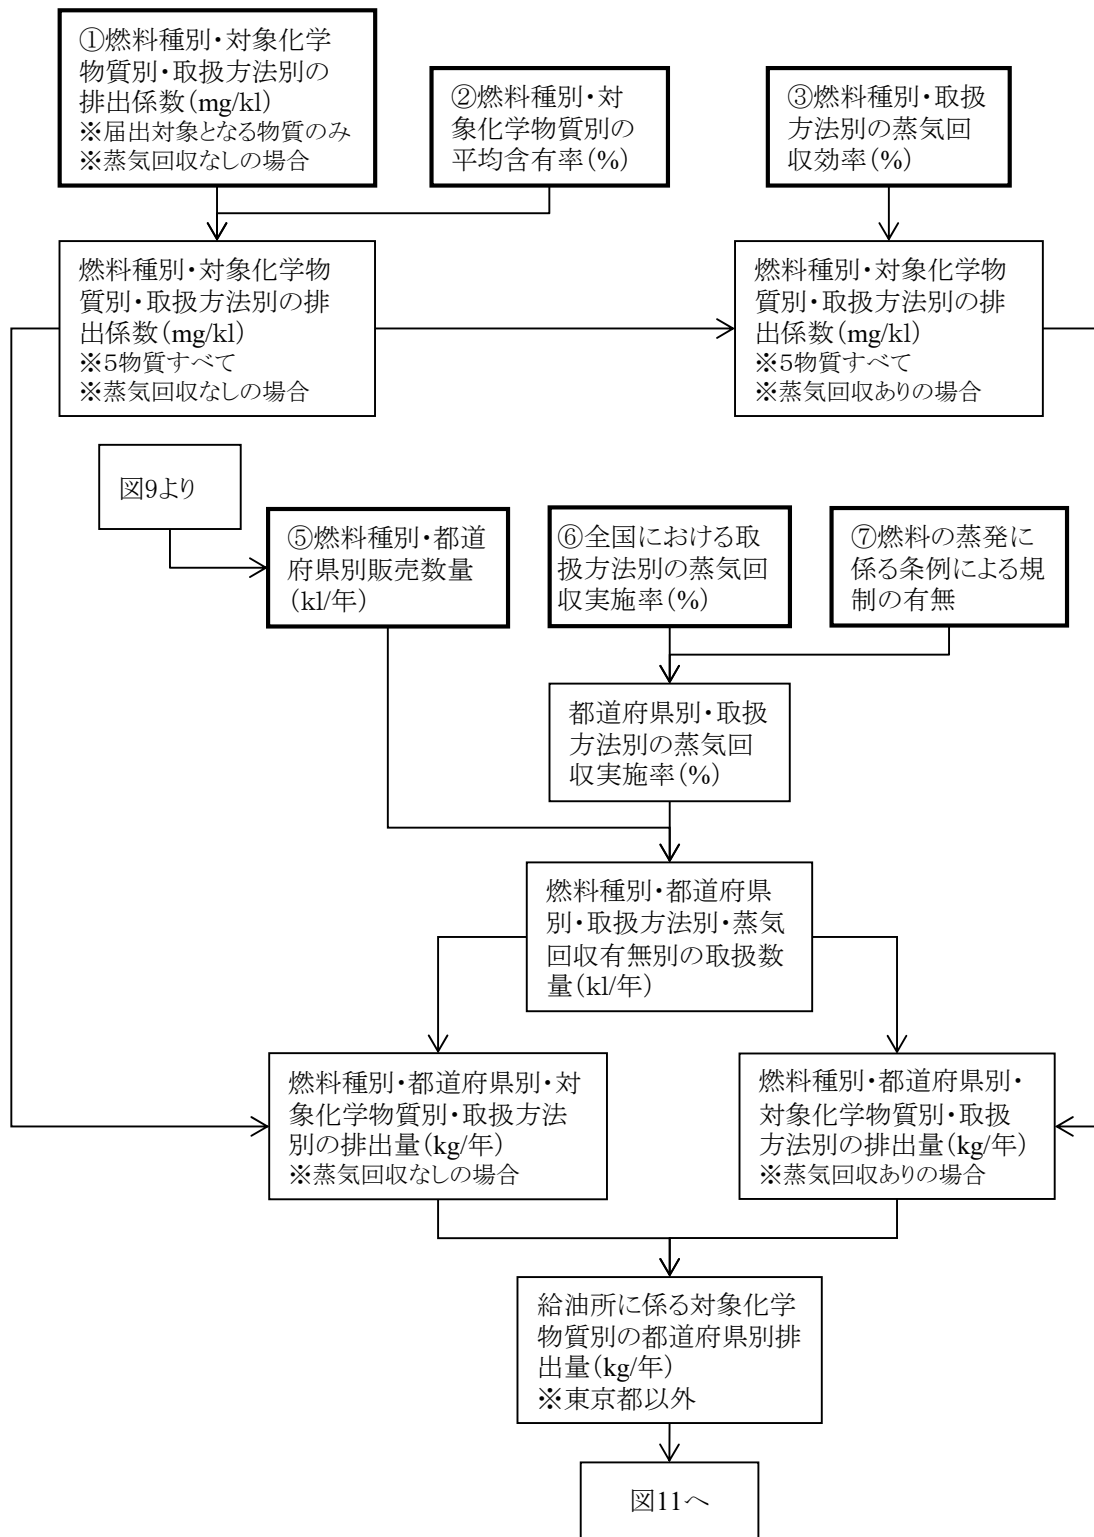 ①燃料種別・対象化学
物質別・取扱方法別の
排出係数(mg/kl)
※届出対象となる物質のみ
※蒸気回収なしの場合
②燃料種別・対
象化学物質別の
平均含有率(%)
③燃料種別・取扱
方法別の蒸気回
収効率(%)
燃料種別・対象化学物
質別・取扱方法別の排
出係数(mg/kl)
※5物質すべて
※蒸気回収なしの場合
燃料種別・対象化学物
質別・取扱方法別の排
出係数(mg/kl)
※5物質すべて
※蒸気回収ありの場合
図9より
⑤燃料種別・都道
府県別販売数量
(kl/年)
⑥全国における取
扱方法別の蒸気回
収実施率(%)
⑦燃料の蒸発に
係る条例による規
制の有無
都道府県別・取扱
方法別の蒸気回
収実施率(%)
燃料種別・都道府県
別・取扱方法別・蒸気
回収有無別の取扱数
量(kl/年)
燃料種別・都道府県別・対
象化学物質別・取扱方法
別の排出量(kg/年)
※蒸気回収なしの場合
燃料種別・都道府県別・
対象化学物質別・取扱
方法別の排出量(kg/年)
※蒸気回収ありの場合
給油所に係る対象化学
物質別の都道府県別排
出量(kg/年)
※東京都以外
図11へ